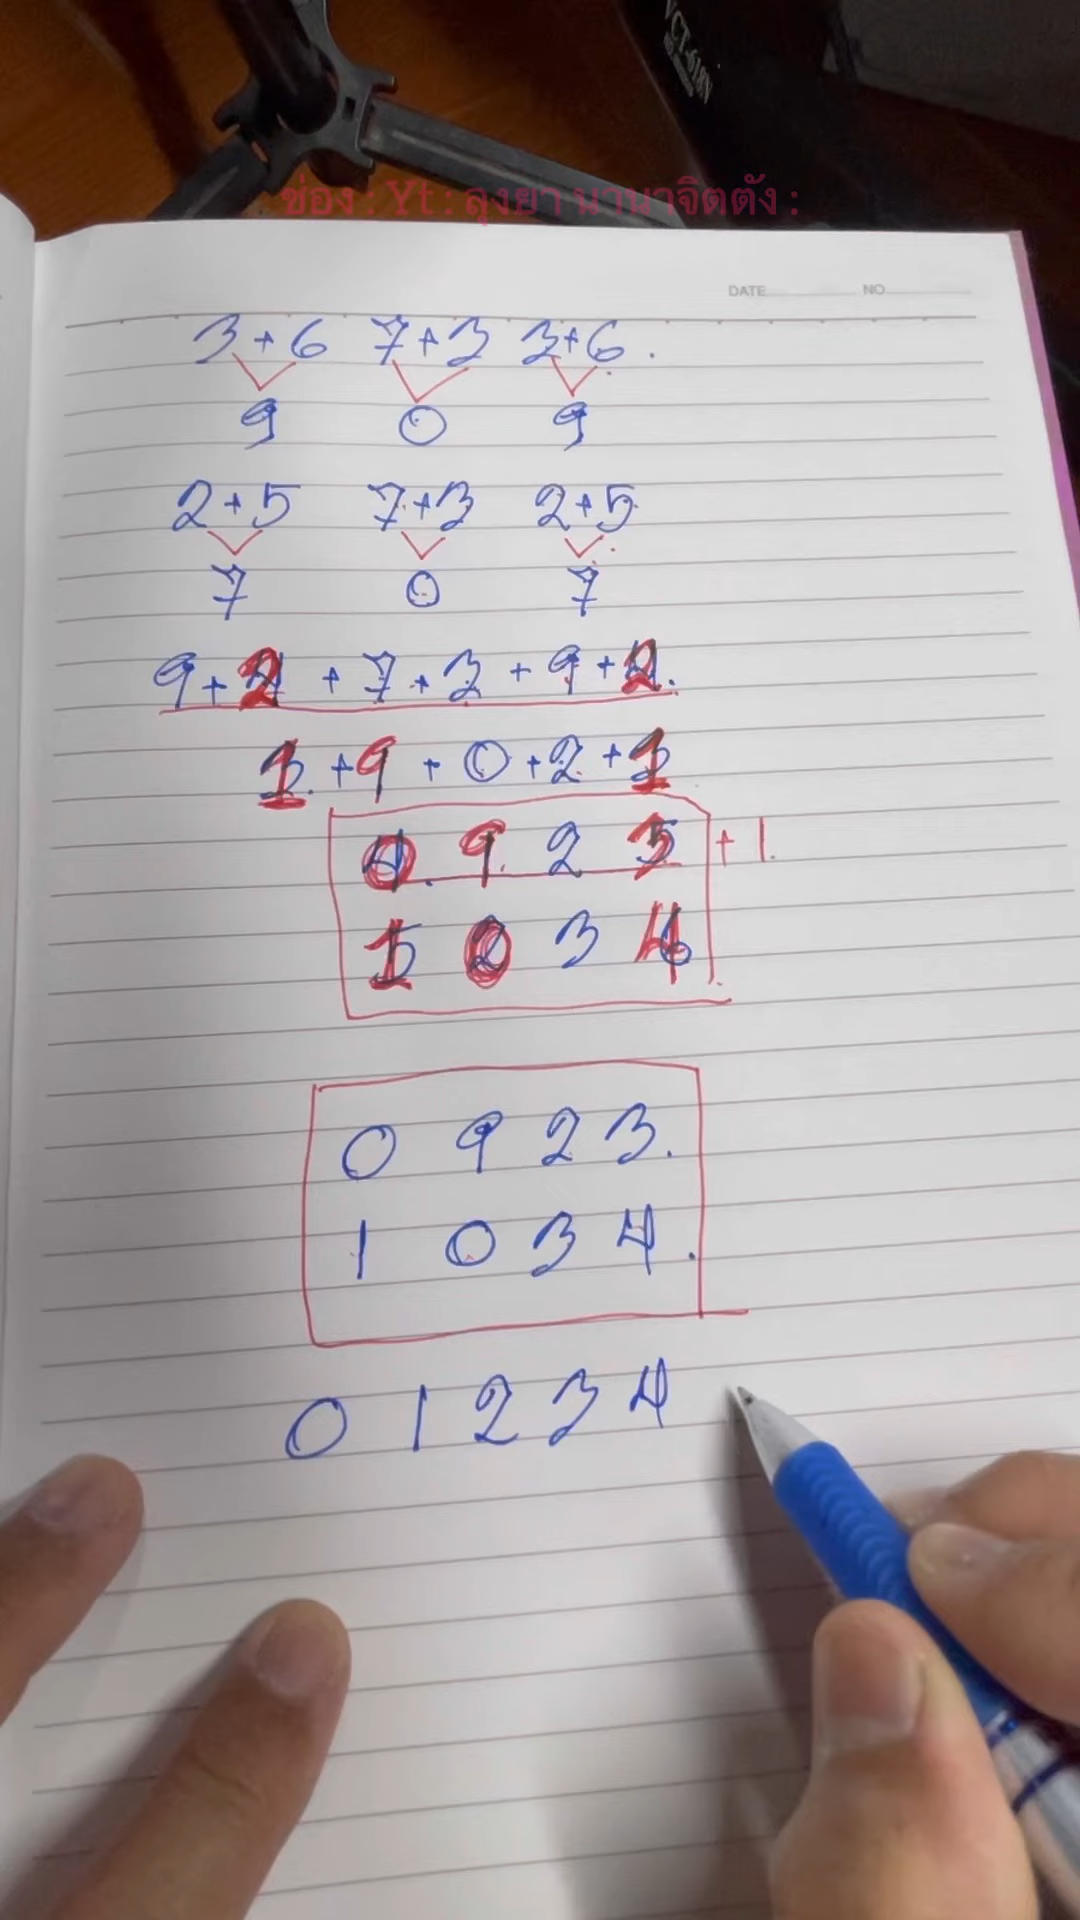 VCT-618N
ช่อง : Yt : ลุงยา นานาจิตตัง :
DATE NO
3+6 7+3 3+6.
9 0 9
2+5 7+3 2+5
7 0 7
9+2+7+3+9+2.
1+9+0+2+1
0. 9. 2 3 +1.
1 0 3 4
0 9 2 3.
1 0 3 4.
0 1 2 3 4